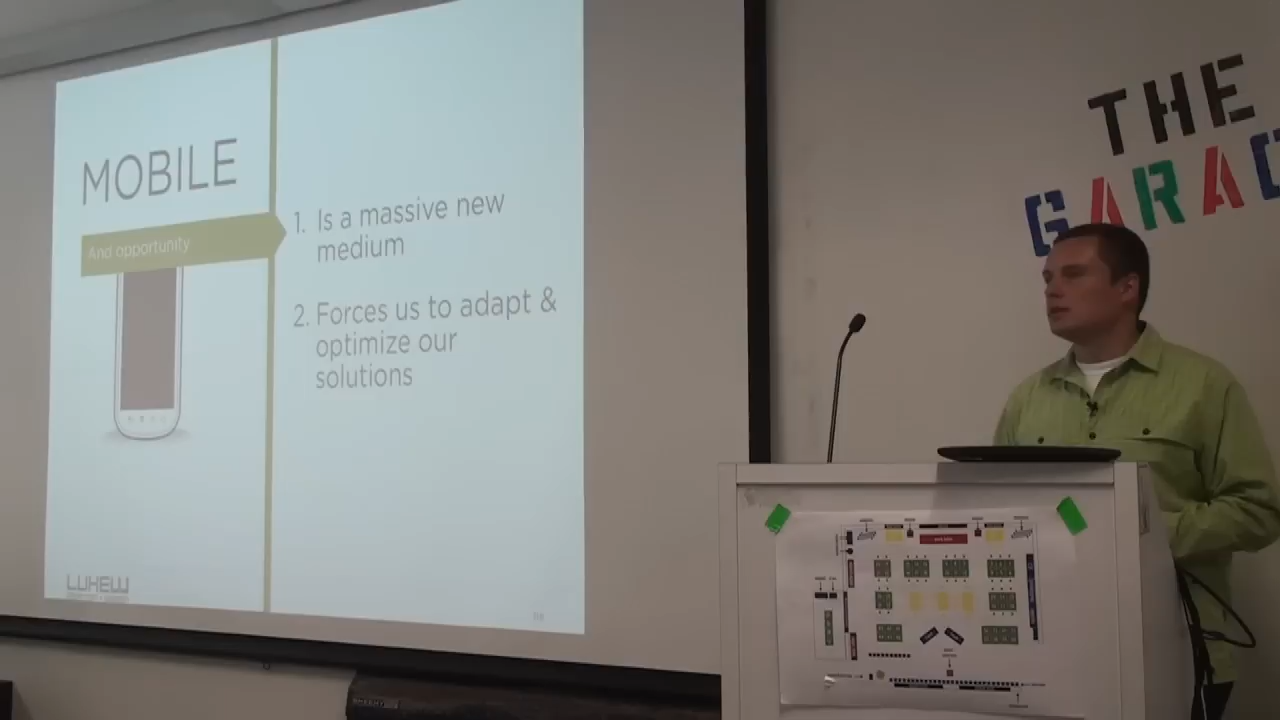 MOBILE
And opportunity
1. Is a massive new
medium
2. Forces us to adapt &
optimize our
solutions
LUKEW
THE
GARAG